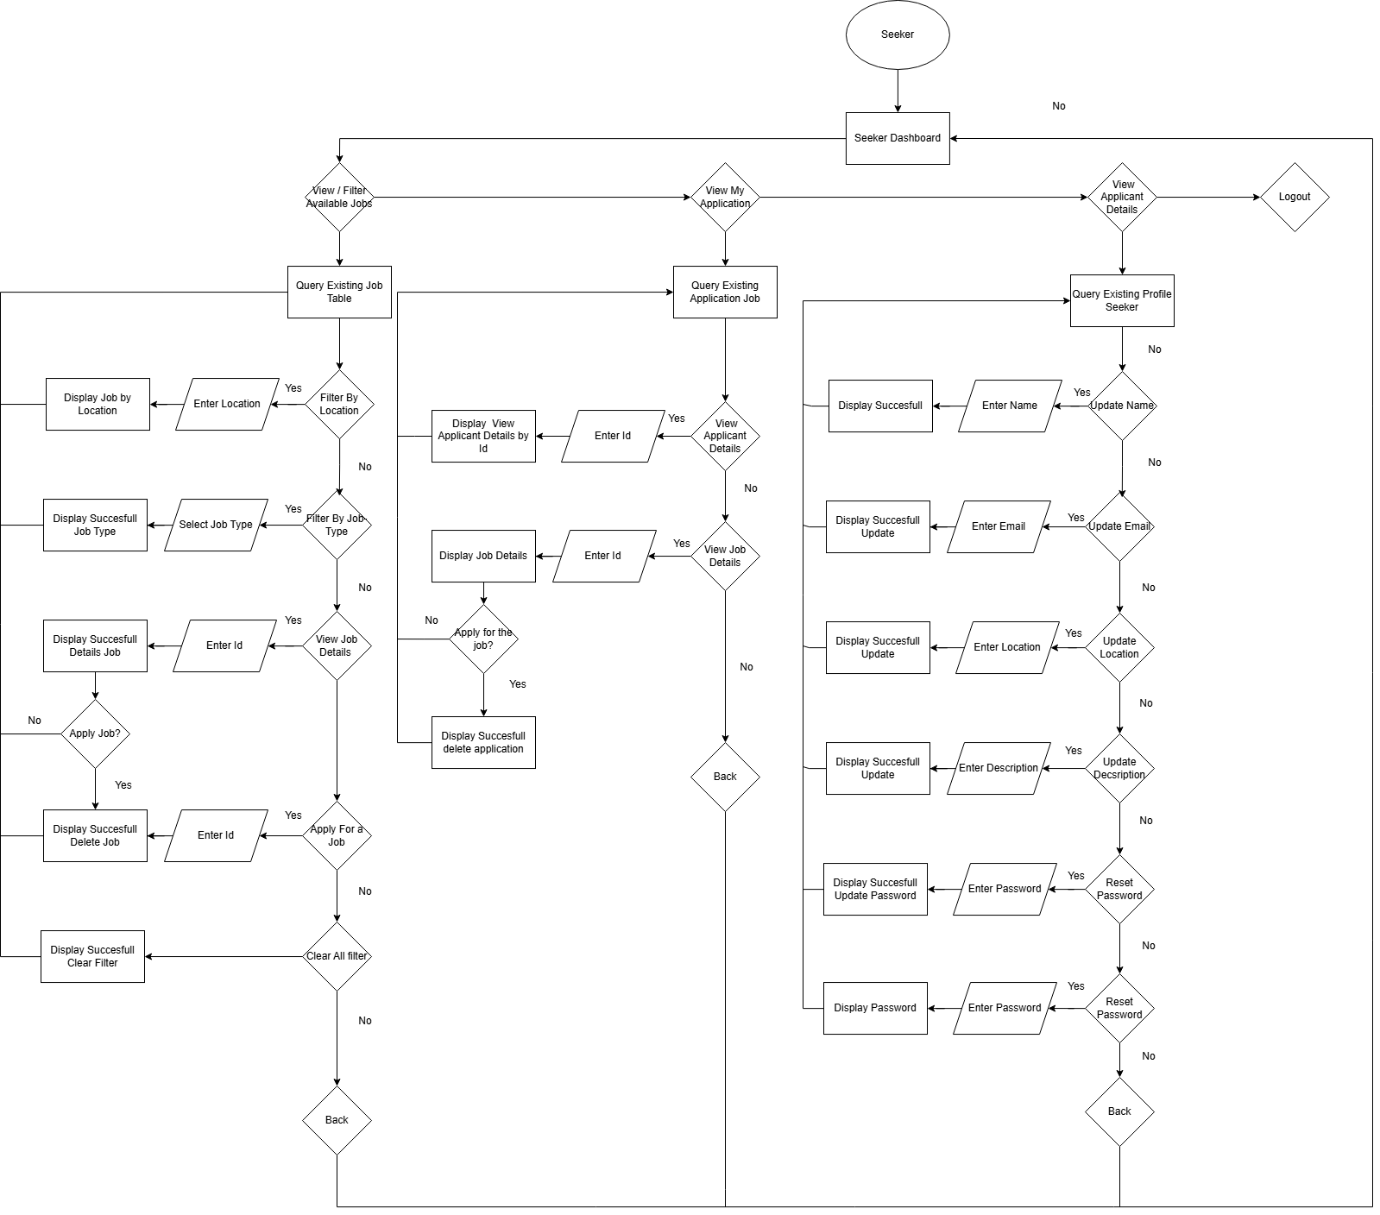 Seeker
No
Seeker Dashboard
View / Filter
Available Jobs
View My
Application
View
Applicant
Details
Logout
Query Existing Job
Table
Query Existing
Application Job
Query Existing Profile
Seeker
No
Display Job by
Location
Enter Location
Yes
Filter By
Location
No
Display Succesfull
Job Type
Select Job Type
Yes
Filter By Job
Type
No
Display Succesfull
Details Job
Enter Id
Yes
View Job
Details
No
Apply Job?
Yes
Display Succesfull
Delete Job
Enter Id
Yes
Apply For a
Job
No
Display Succesfull
Clear Filter
Clear All filter
No
Back
Display  View
Applicant Details by
Id
Enter Id
Yes
View
Applicant
Details
No
Display Job Details
Enter Id
Yes
View Job
Details
No
Apply for the
job?
Yes
Display Succesfull
delete application
No
Back
Display Succesfull
Enter Name
Yes
Update Name
No
Display Succesfull
Update
Enter Email
Yes
Update Email
No
Display Succesfull
Update
Enter Location
Yes
Update
Location
No
Display Succesfull
Update
Enter Description
Yes
Update
Decsription
No
Display Succesfull
Update Password
Enter Password
Yes
Reset
Password
No
Display Password
Enter Password
Yes
Reset
Password
No
Back